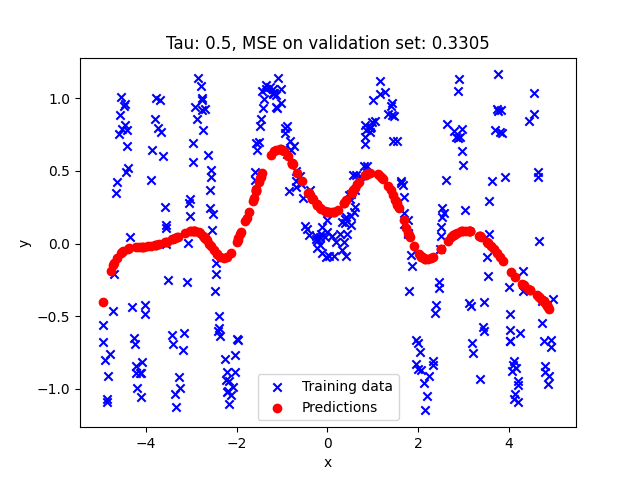 Tau: 0.5, MSE on validation set: 0.3305
y
1.0
0.5
0.0
−0.5
−1.0
Training data
Predictions
−4
−2
0
2
4
x